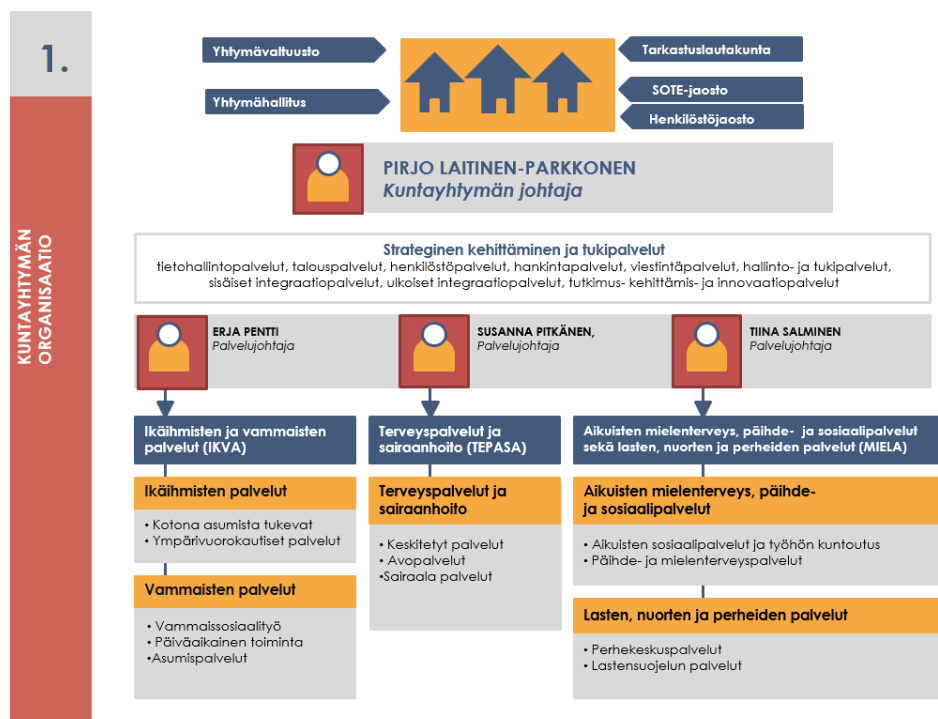 1.
KUNTAYHTYMÄN
ORGANISAATIO
Yhtymävaltuusto
Yhtymähallitus
Tarkastuslautakunta
SOTE-jaosto
Henkilöstöjaosto
PIRJO LAITINEN-PARKKONEN
Kuntayhtymän johtaja
Strateginen kehittäminen ja tukipalvelut
tietohallintopalvelut, talouspalvelut, henkilöstöpalvelut, hankintapalvelut, viestintäpalvelut, hallinto- ja tukipalvelut,
sisäiset integraatiopalvelut, ulkoiset integraatiopalvelut, tutkimus- kehittämis- ja innovaatiopalvelut
ERJA PENTTI
Palvelujohtaja
SUSANNA PITKÄNEN,
Palvelujohtaja
TIINA SALMINEN
Palvelujohtaja
Ikäihmisten ja vammaisten
palvelut (IKVA)
Ikäihmisten palvelut
• Kotona asumista tukevat
• Ympärivuorokautiset palvelut
Vammaisten palvelut
• Vammaissosiaalityö
• Päiväaikainen toiminta
•Asumispalvelut
Terveyspalvelut ja
sairaanhoito (TEPASA)
Terveyspalvelut ja
sairaanhoito
• Keskitetyt palvelut
• Avopalvelut
•Sairaala palvelut
Aikuisten mielenterveys, päihde- ja sosiaalipalvelut
sekä lasten, nuorten ja perheiden palvelut (MIELA)
Aikuisten mielenterveys, päihde-
ja sosiaalipalvelut
• Aikuisten sosiaalipalvelut ja työhön kuntoutus
• Päihde- ja mielenterveyspalvelut
Lasten, nuorten ja perheiden palvelut
• Perhekeskuspalvelut
• Lastensuojelun palvelut